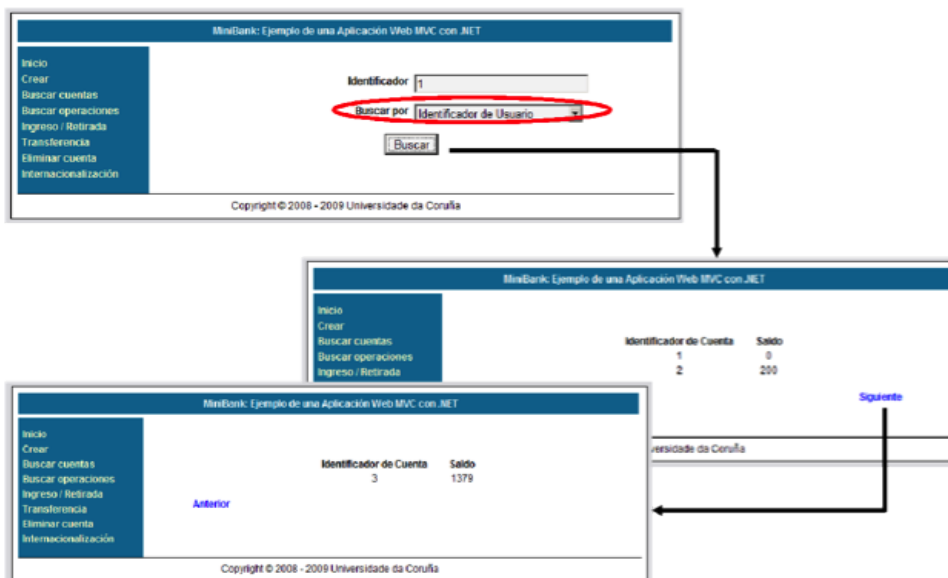 MiniBank: Ejemplo de una Aplicación Web MVC con .NET
Inicio
Crear
Buscar cuentas
Buscar operaciones
Ingreso / Retirada
Transferencia
Eliminar cuenta
Internacionalización
Identificador 1
Buscar por Identificador de Usuario
Buscar
Copyright © 2008 - 2009 Universidade da Coruña
MiniBank: Ejemplo de una Aplicación Web MVC con .NET
Inicio
Crear
Buscar cuentas
Buscar operaciones
Ingreso / Retirada
Identificador de Cuenta Saldo
1 0
2 200
Siguiente
versidade da Coruña
MiniBank: Ejemplo de una Aplicación Web MVC con .NET
Inicio
Crear
Buscar cuentas
Buscar operaciones
Ingreso / Retirada
Transferencia
Eliminar cuenta
Internacionalización
Identificador de Cuenta Saldo
3 1379
Anterior
Copyright © 2008 - 2009 Universidade da Coruña